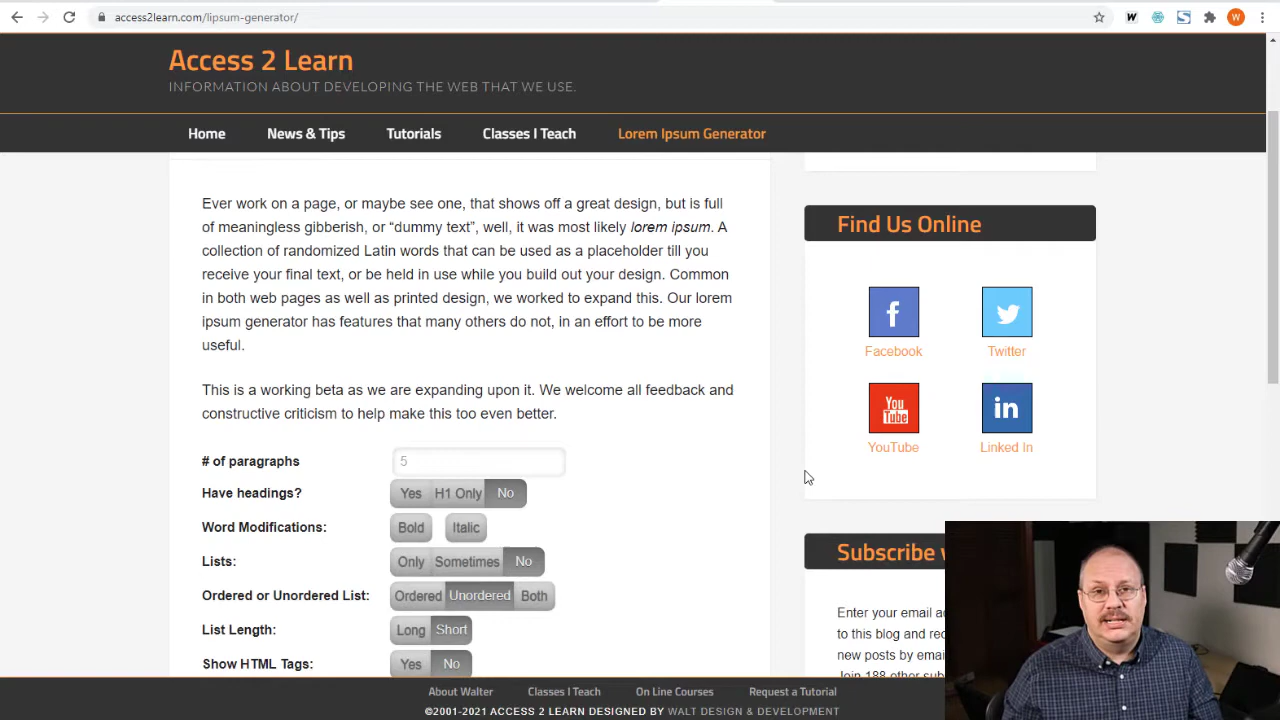 access2learn.com/lipsum-generator/
W
Access 2 Learn
INFORMATION ABOUT DEVELOPING THE WEB THAT WE USE.
Home News & Tips Tutorials Classes I Teach Lorem Ipsum Generator
Ever work on a page, or maybe see one, that shows off a great design, but is full
of meaningless gibberish, or “dummy text”, well, it was most likely lorem ipsum. A
collection of randomized Latin words that can be used as a placeholder till you
receive your final text, or be held in use while you build out your design. Common
in both web pages as well as printed design, we worked to expand this. Our lorem
ipsum generator has features that many others do not, in an effort to be more
useful.
This is a working beta as we are expanding upon it. We welcome all feedback and
constructive criticism to help make this too even better.
# of paragraphs 5
Have headings? Yes H1 Only No
Word Modifications: Bold Italic
Lists: Only Sometimes No
Ordered or Unordered List: Ordered Unordered Both
List Length: Long Short
Show HTML Tags: Yes No
Find Us Online
Facebook Twitter
You Tube in
YouTube Linked In
Subscribe
Enter your email
to this blog and
new posts by
Join 188 other
About Walter Classes I Teach On Line Courses Request a Tutorial
©2001-2021 ACCESS 2 LEARN DESIGNED BY WALT DESIGN & DEVELOPMENT